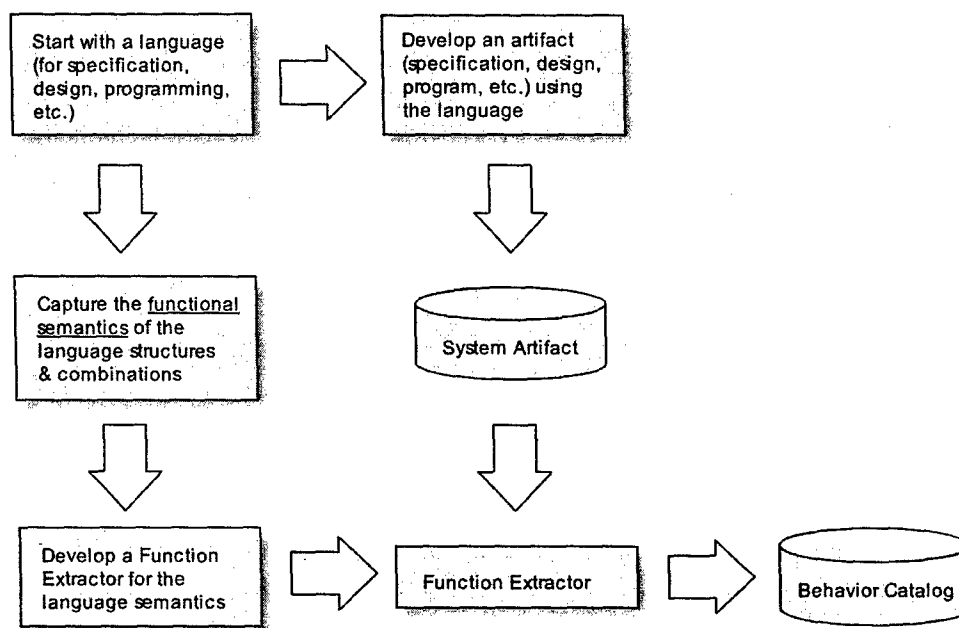 Start with a language
(for specification,
design, programming,
etc.)
Develop an artifact
(specification, design,
program, etc.) using
the language
Capture the functional
semantics of the
language structures
& combinations
System Artifact
Develop a Function
Extractor for the
language semantics
Function Extractor
Behavior Catalog